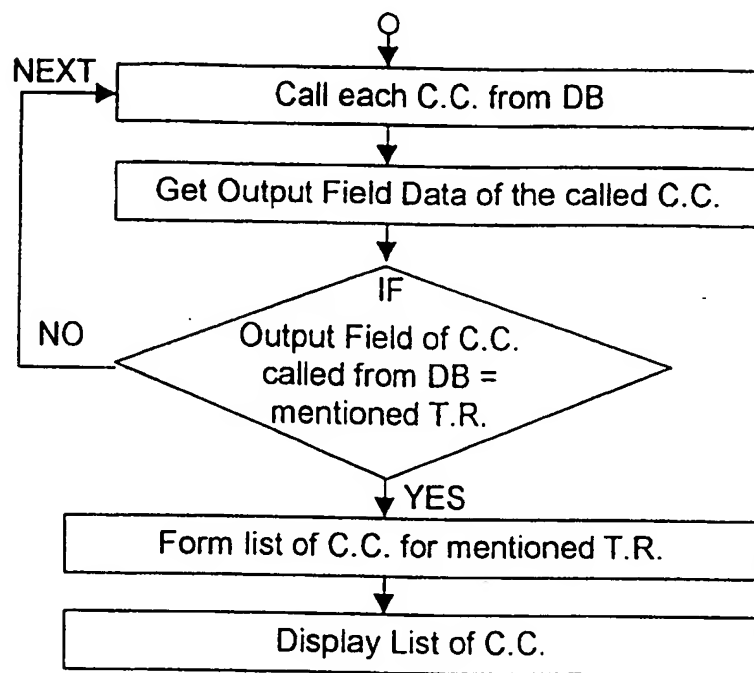 NEXT
Call each C.C. from DB
Get Output Field Data of the called C.C.
IF
NO
Output Field of C.C.
called from DB =
mentioned T.R.
YES
Form list of C.C. for mentioned T.R.
Display List of C.C.